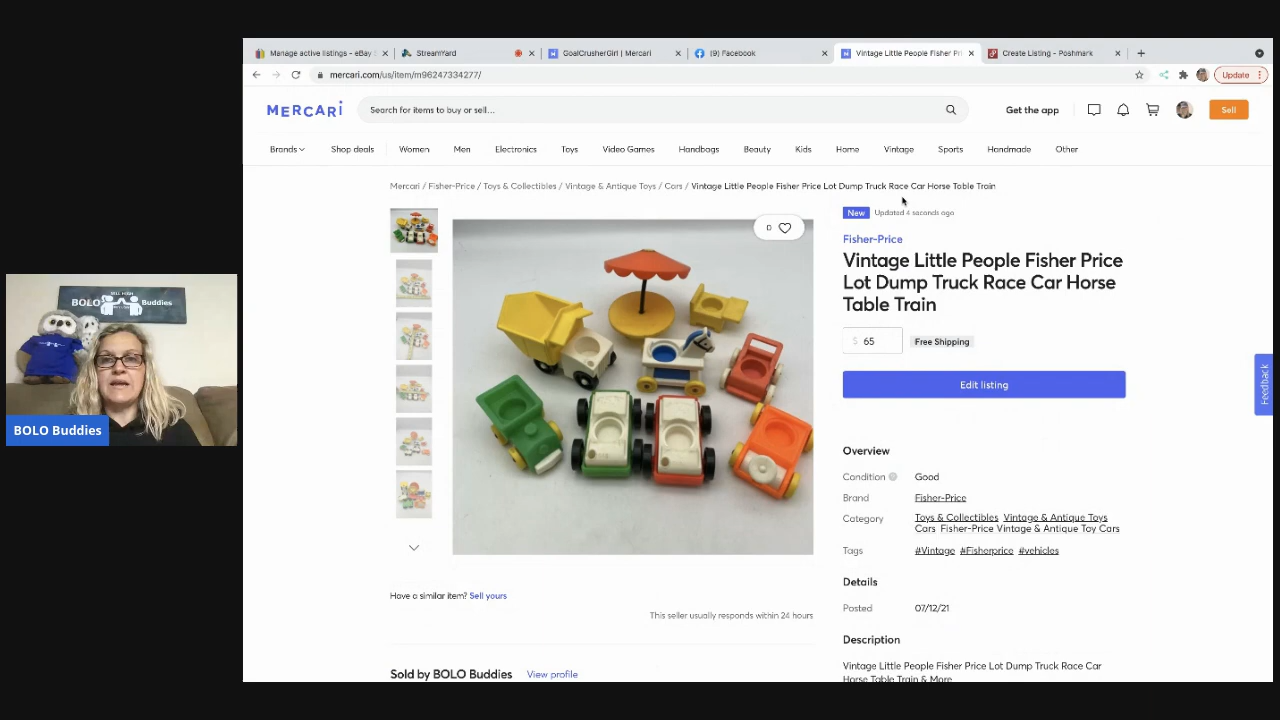 Manage active listings - eBay S
StreamYard
GoalCrusherGirl | Mercari
(9) Facebook
Vintage Little People Fisher Pri
Create Listing - Poshmark
mercari.com/us/item/m96247334277/
Update
MERCARI
Search for items to buy or sell...
Get the app
Sell
Brands
Shop deals
Women
Men
Electronics
Toys
Video Games
Handbags
Beauty
Kids
Home
Vintage
Sports
Handmade
Other
Mercari / Fisher-Price / Toys & Collectibles / Vintage & Antique Toys / Cars / Vintage Little People Fisher Price Lot Dump Truck Race Car Horse Table Train
0
New Updated 4 seconds ago
Fisher-Price
Vintage Little People Fisher Price
Lot Dump Truck Race Car Horse
Table Train
$ 65
Free Shipping
Edit listing
Feedback
Overview
Condition Good
Brand Fisher-Price
Category Toys & Collectibles Vintage & Antique Toys
Cars Fisher-Price Vintage & Antique Toy Cars
Tags #Vintage #Fisherprice #vehicles
Details
Posted 07/12/21
Description
Vintage Little People Fisher Price Lot Dump Truck Race Car
Horse Table Train & More
Have a similar item? Sell yours
This seller usually responds within 24 hours
Sold by BOLO Buddies View profile
BOLO Buddies
BOLO Buddies